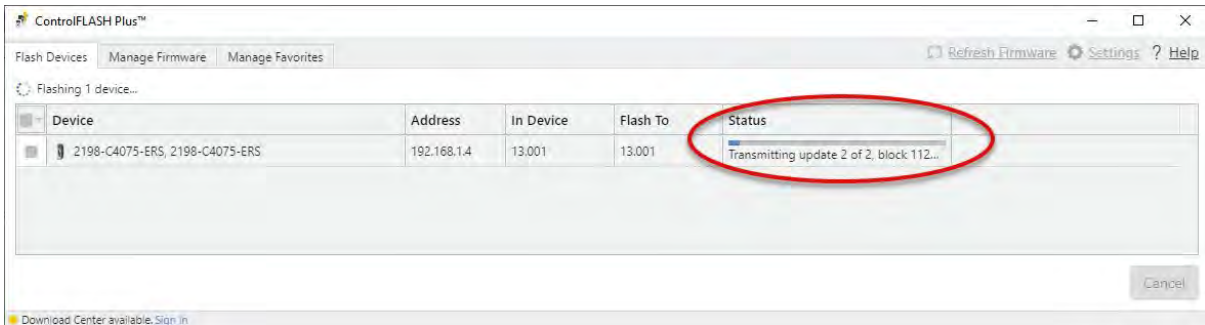 ControlFLASH Plus™
Flash Devices Manage Firmware Manage Favorites Refresh Firmware Settings ? Help
Flashing 1 device...
Device Address In Device Flash To Status
2198-C4075-ERS, 2198-C4075-ERS 192.168.1.4 13.001 13.001 Transmitting update 2 of 2, block 112...
Cancel
Download Center available. Sign In